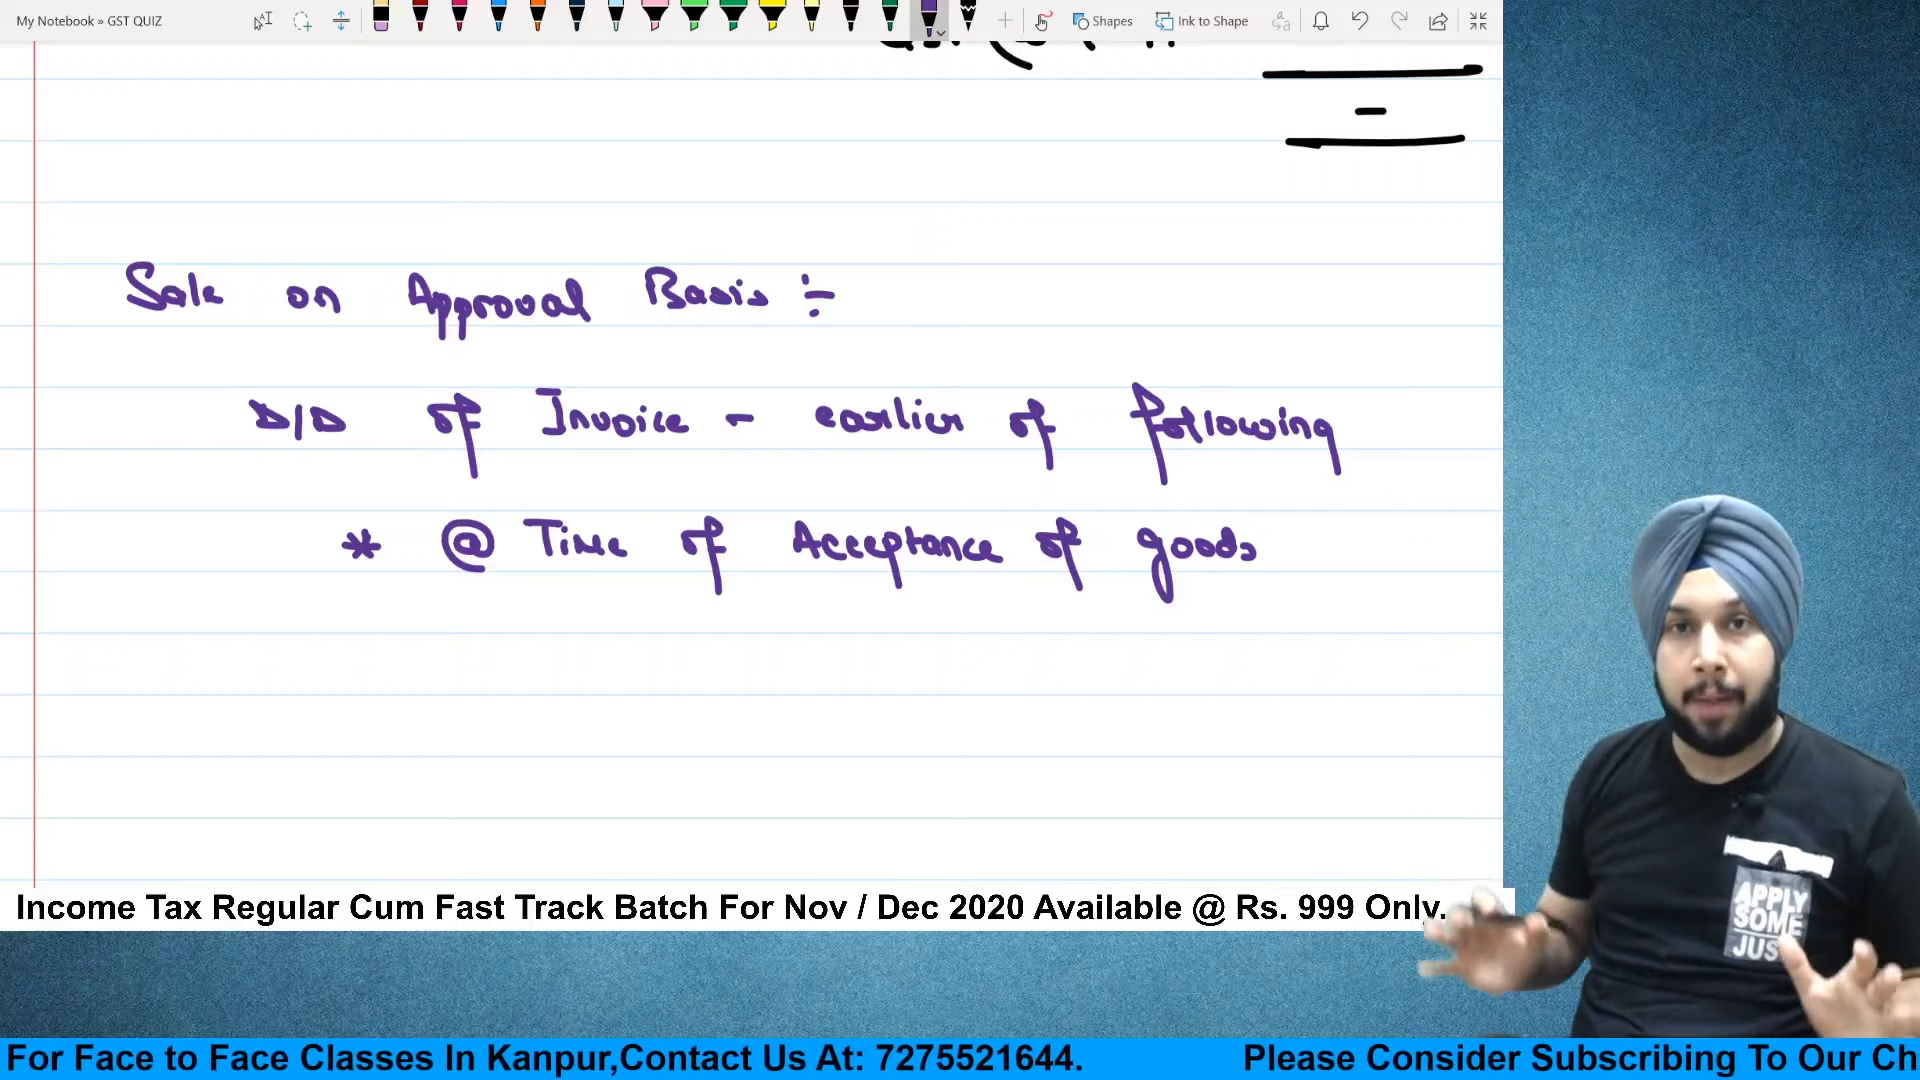 My Notebook » GST QUIZ
Shapes
Ink to Shape
Sale on Approval Basis :-
D/D of Invoice - earlier of following
* @ Time of Acceptance of goods
APPLY
SOME
JUS
Income Tax Regular Cum Fast Track Batch For Nov / Dec 2020 Available @ Rs. 999 Only.
For Face to Face Classes In Kanpur,Contact Us At: 7275521644. Please Consider Subscribing To Our Ch